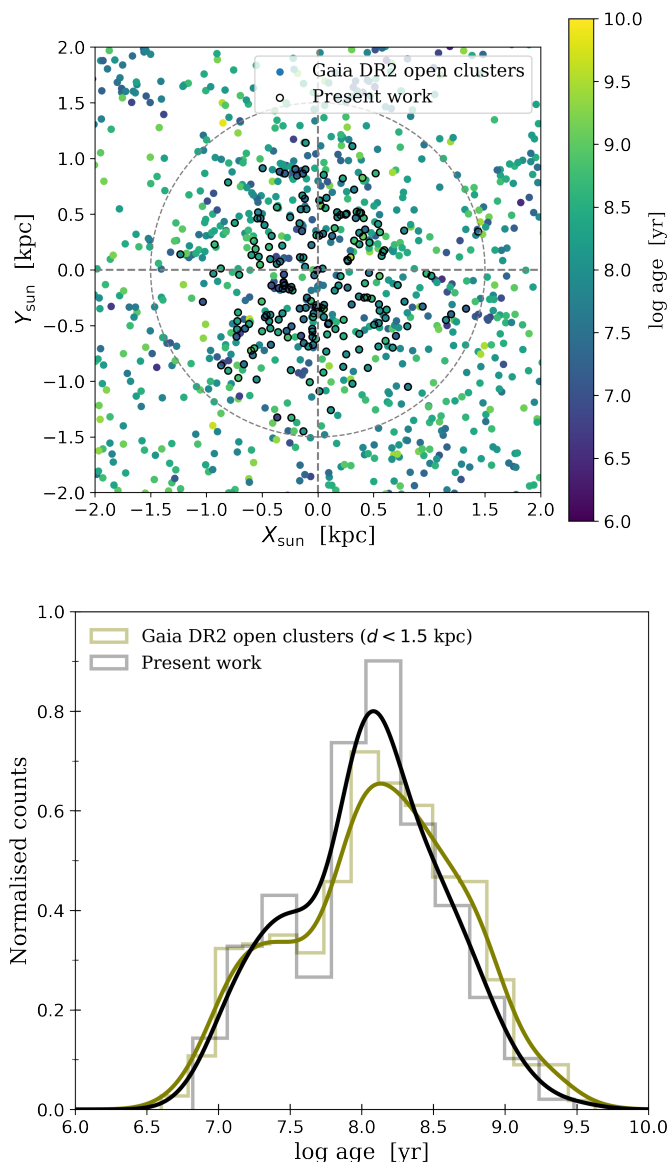 2.0
1.5
1.0
0.5
0.0
−0.5
−1.0
−1.5
−2.0
Y_sun [kpc]
Gaia DR2 open clusters
Present work
−2.0 −1.5 −1.0 −0.5 0.0 0.5 1.0 1.5 2.0
X_sun [kpc]
10.0
9.5
9.0
8.5
8.0
7.5
7.0
6.5
6.0
log age [yr]
1.0
0.8
0.6
0.4
0.2
0.0
Normalised counts
Gaia DR2 open clusters (d < 1.5 kpc)
Present work
6.0 6.5 7.0 7.5 8.0 8.5 9.0 9.5 10.0
log age [yr]